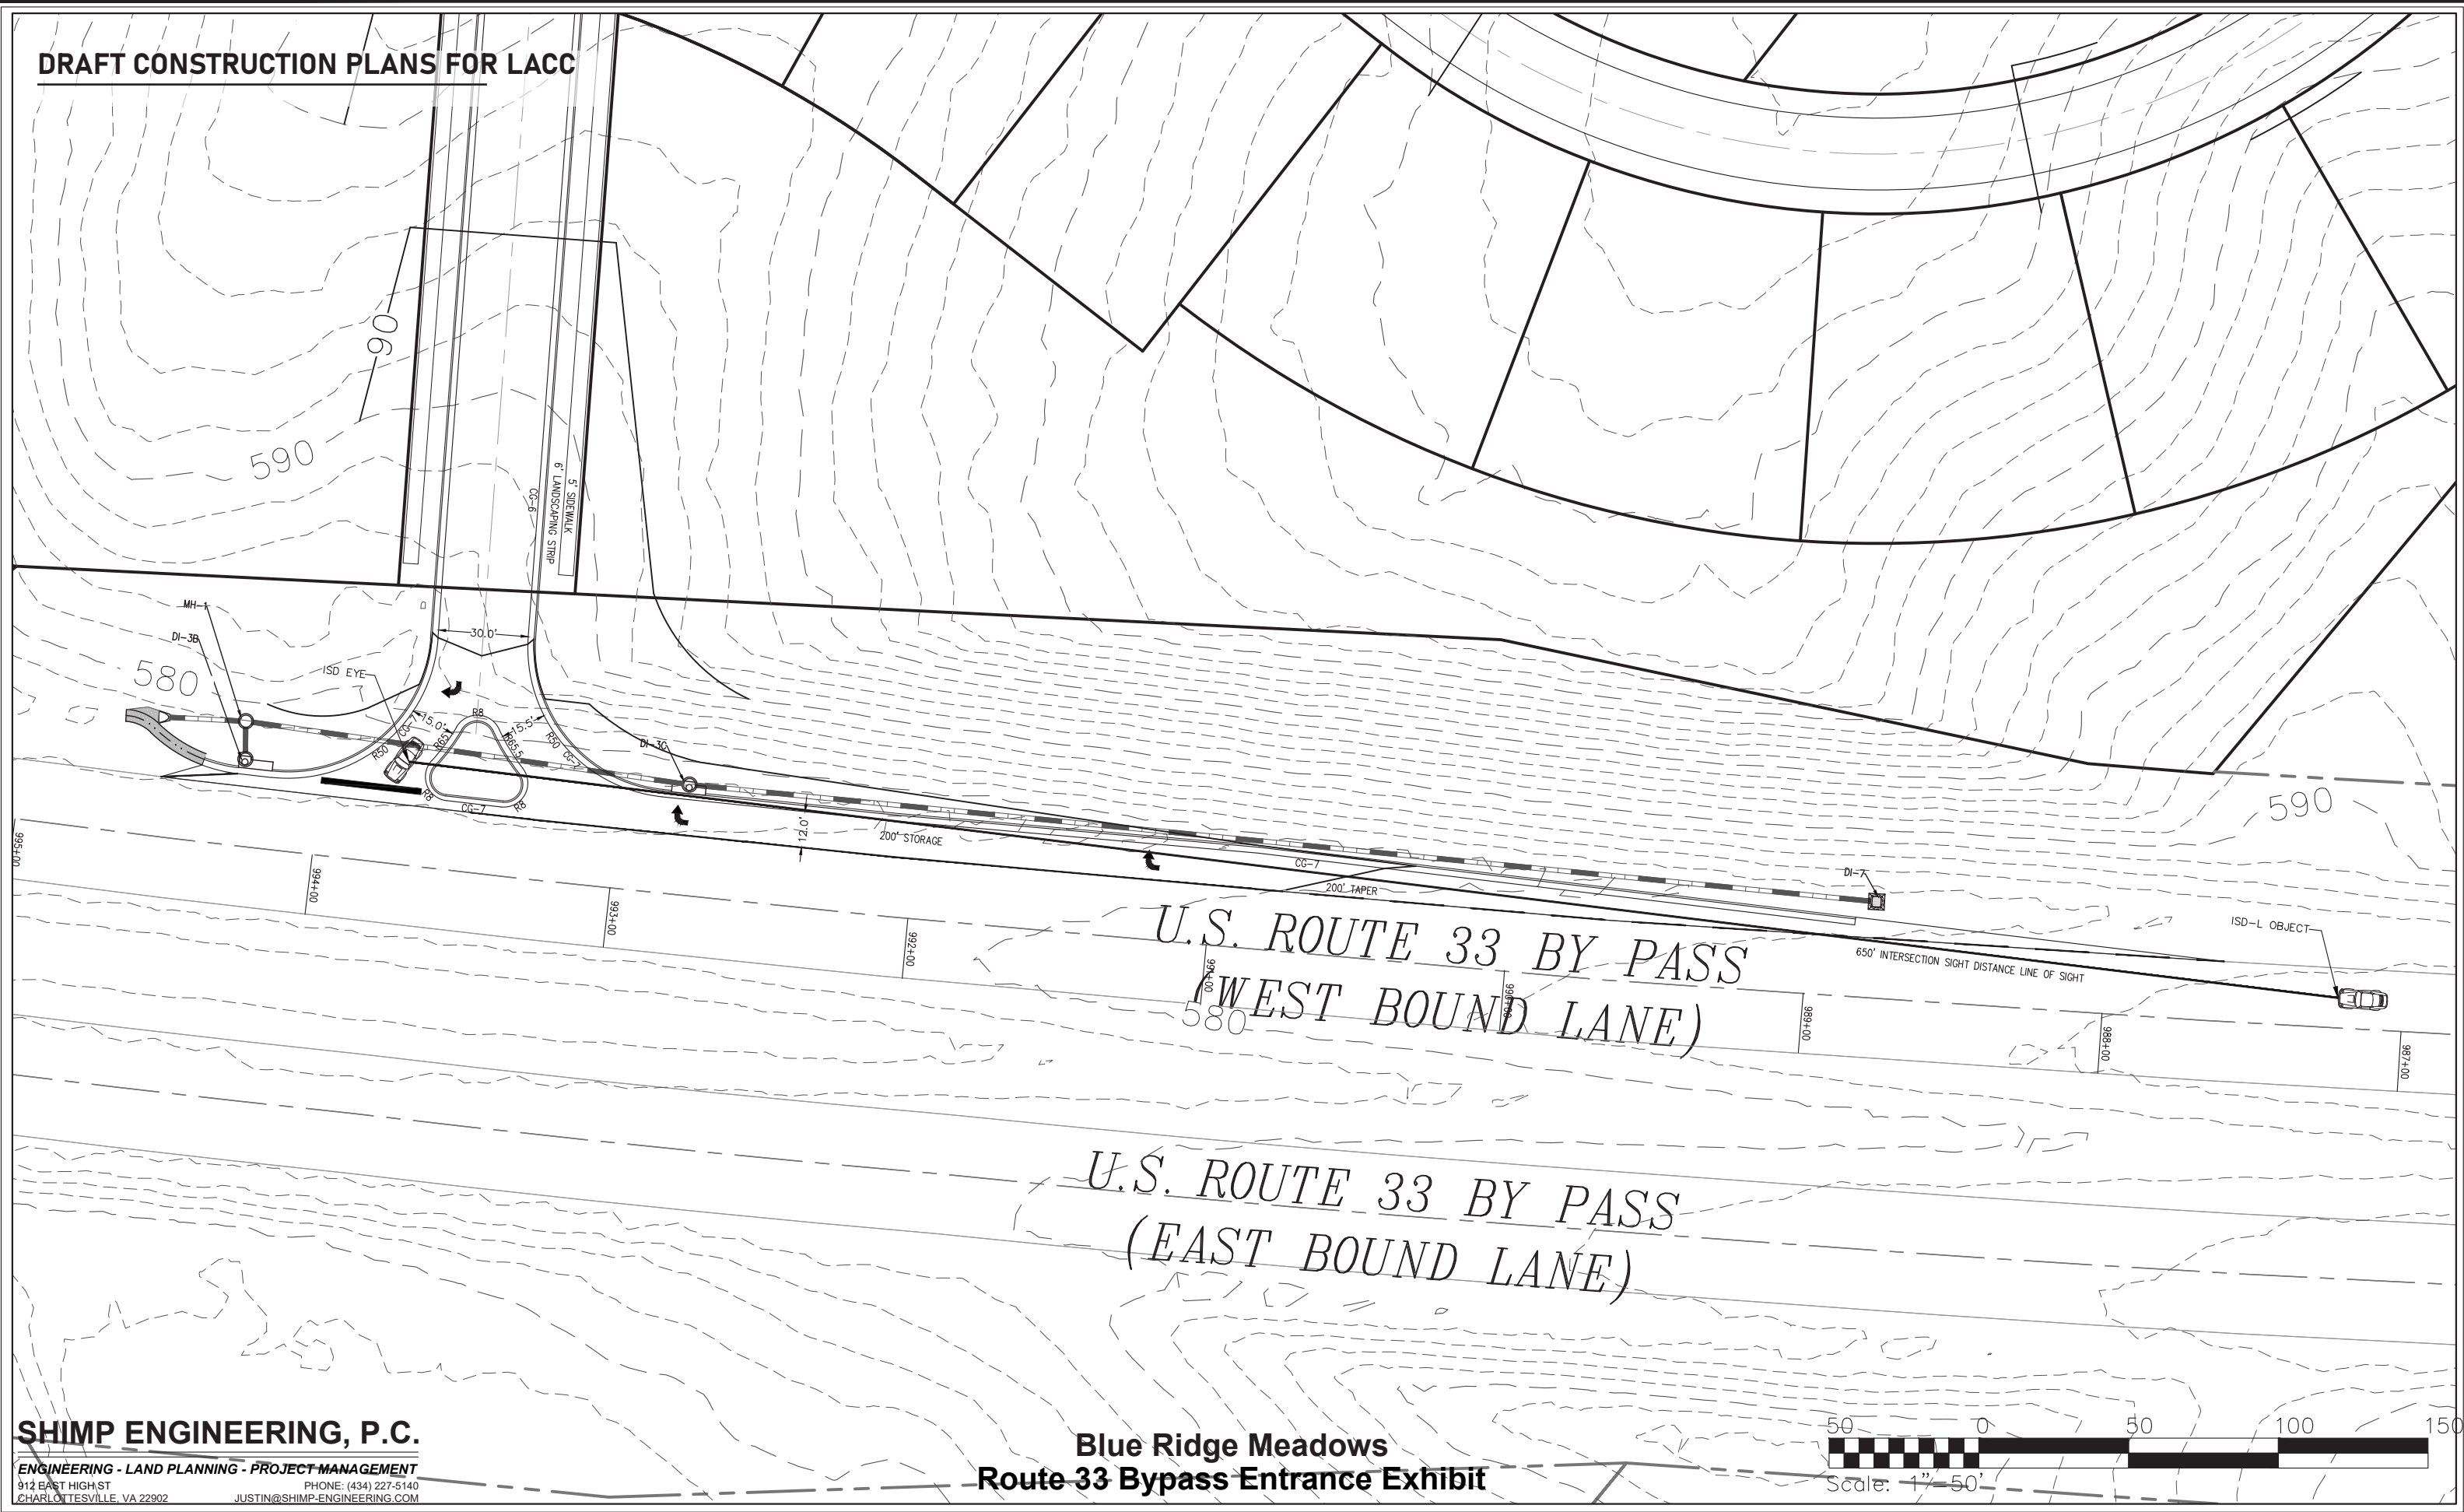 DRAFT CONSTRUCTION PLANS FOR LACC
90
590
5' SIDEWALK
6' LANDSCAPING STRIP
CG-6
MH-1
DI-3B
30.0'
580
ISD EYE
R8
15.0'
15.5'
CG-7
R50
R65
R65.5
R50
CG-7
DI-3C
R8
R8
CG-7
12.0'
200' STORAGE
CG-7
200' TAPER
DI-7
590
ISD-L OBJECT
650' INTERSECTION SIGHT DISTANCE LINE OF SIGHT
995+00
994+00
993+00
992+00
991+00
990+00
989+00
988+00
987+00
U.S. ROUTE 33 BY PASS
(WEST BOUND LANE)
580
U.S. ROUTE 33 BY PASS
(EAST BOUND LANE)
SHIMP ENGINEERING, P.C.
ENGINEERING - LAND PLANNING - PROJECT MANAGEMENT
912 EAST HIGH ST PHONE: (434) 227-5140
CHARLOTTESVILLE, VA 22902 JUSTIN@SHIMP-ENGINEERING.COM
Blue Ridge Meadows
Route 33 Bypass Entrance Exhibit
50 0 50 100 150
Scale: 1"=50'